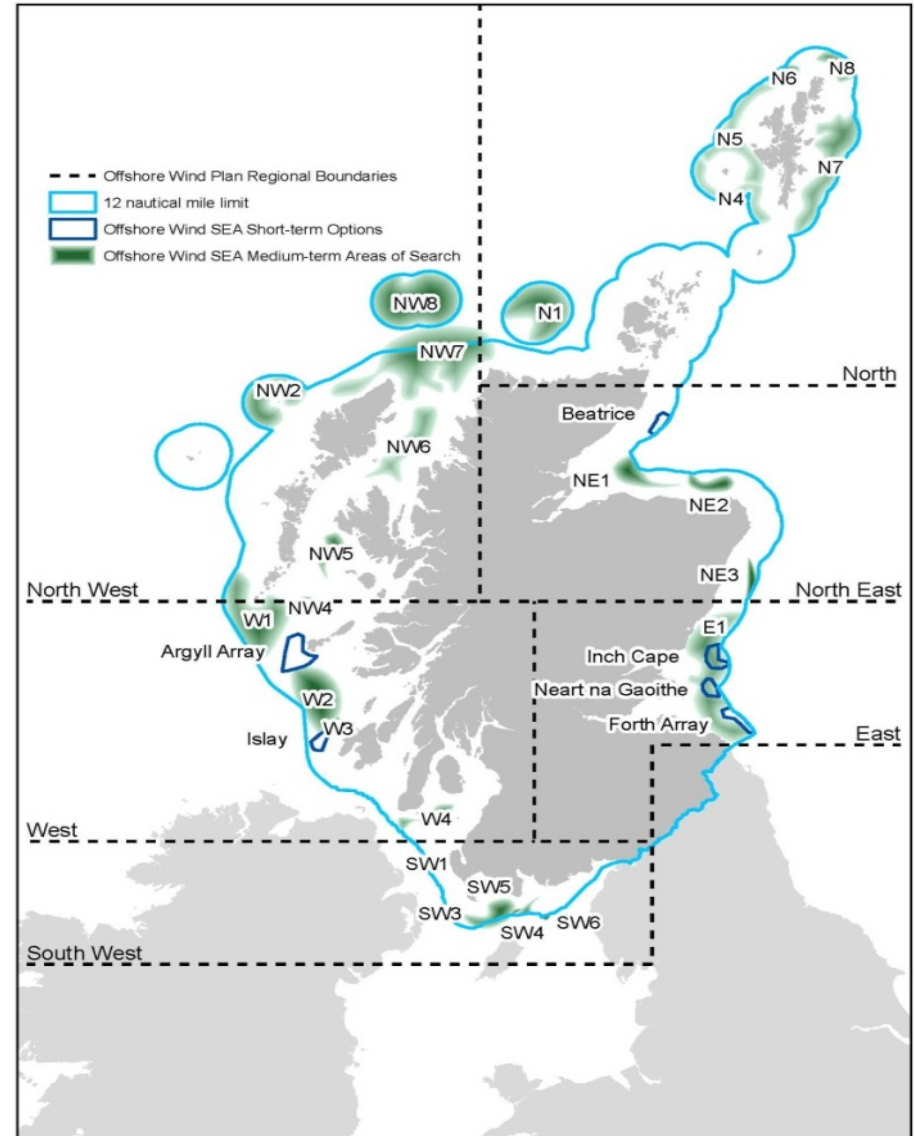 N8
N6
N5
Offshore Wind Plan Regional Boundaries
N7
12 nautical mile limit
N4
Offshore Wind SEA Short-term Options
Offshore Wind SEA Medium-term Areas of Search
NW8
N1
NW7
North
NW2
Beatrice
NW6
NE1
NE2
NW5
NE3
North West
North East
NW4
W1
E1
Argyll Array
Inch Cape
Neart na Gaoithe
W2
Forth Array
W3
Islay
East
W4
West
SW1
SW5
SW3
SW6
SW4
South West